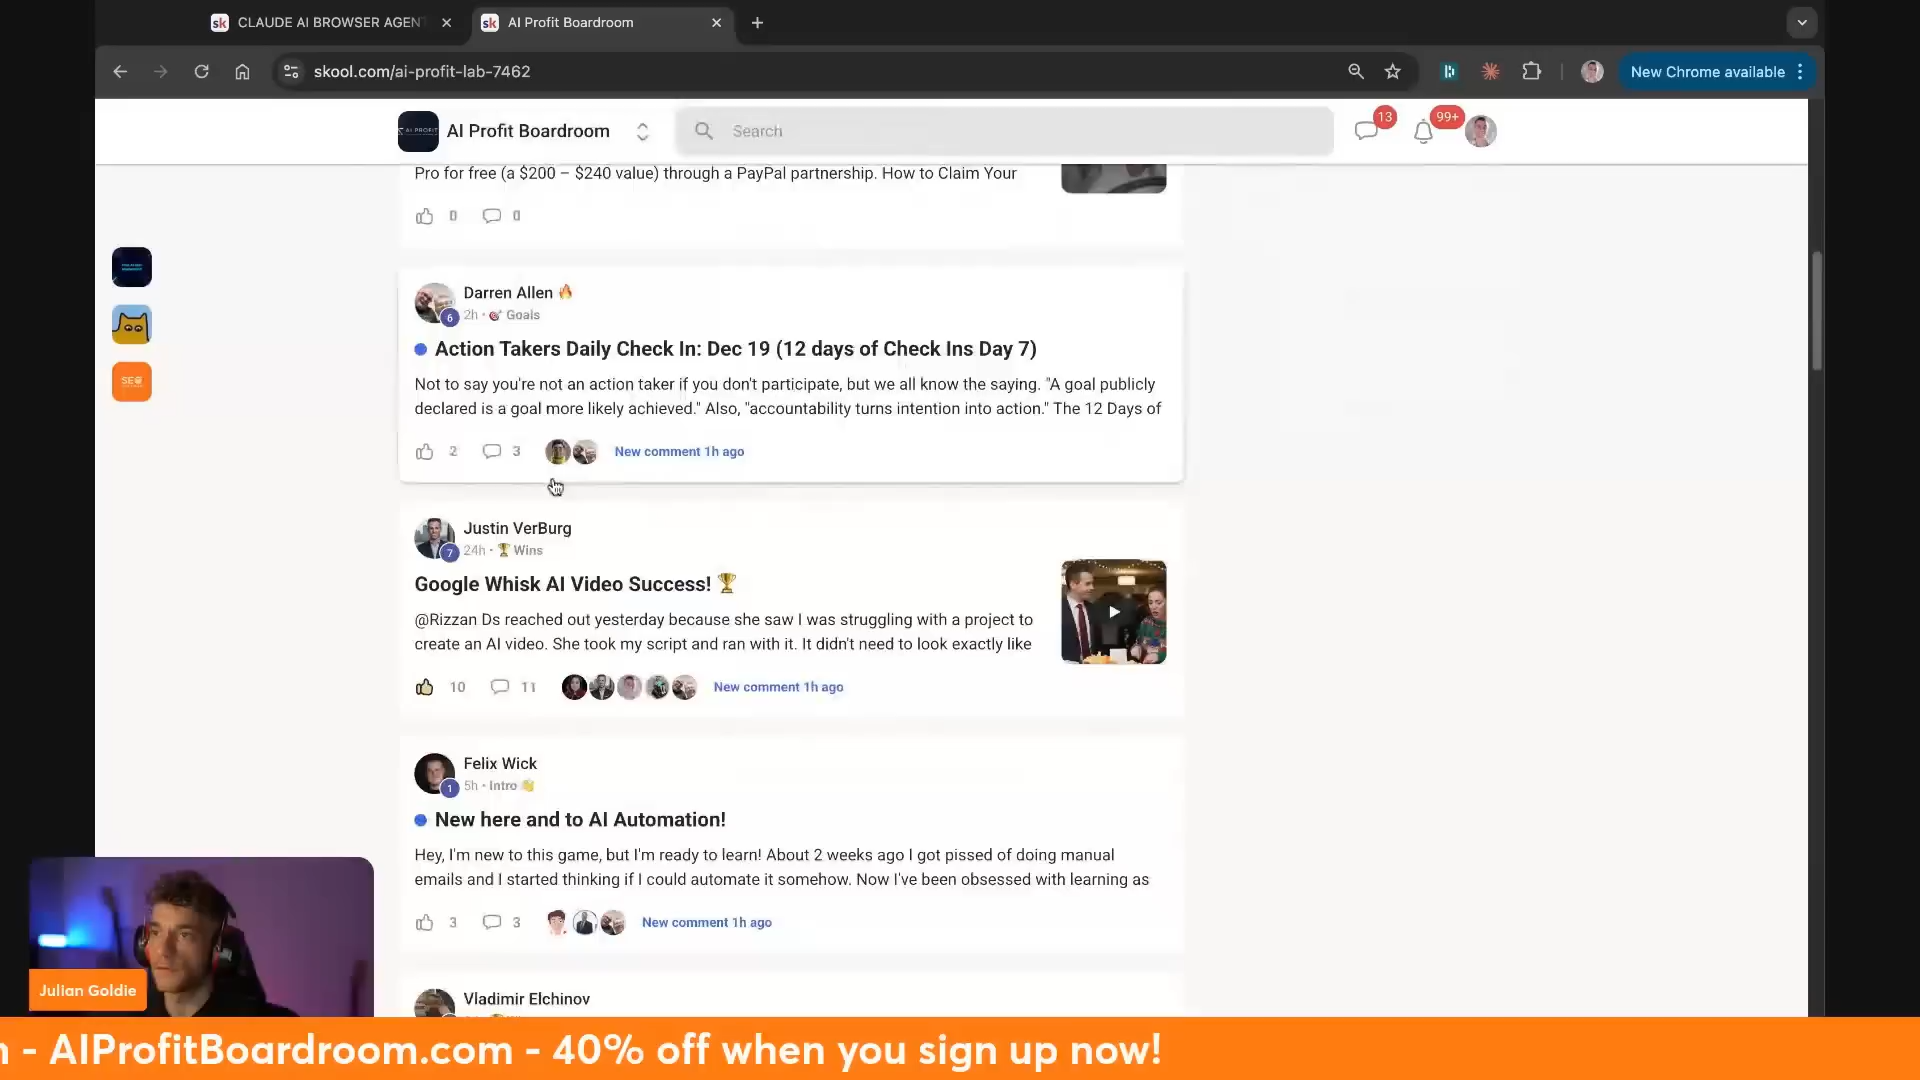 sk CLAUDE AI BROWSER AGENT
sk AI Profit Boardroom
skool.com/ai-profit-lab-7462
New Chrome available
AI PROFIT
AI Profit Boardroom
Search
13
99+
Pro for free (a $200 – $240 value) through a PayPal partnership. How to Claim Your
0 0
Darren Allen 🔥
6 2h • 🎯 Goals
Action Takers Daily Check In: Dec 19 (12 days of Check Ins Day 7)
Not to say you're not an action taker if you don't participate, but we all know the saying. "A goal publicly
declared is a goal more likely achieved." Also, "accountability turns intention into action." The 12 Days of
2 3 New comment 1h ago
Justin VerBurg
7 24h • 🏆 Wins
Google Whisk AI Video Success! 🏆
@Rizzan Ds reached out yesterday because she saw I was struggling with a project to
create an AI video. She took my script and ran with it. It didn't need to look exactly like
10 11 New comment 1h ago
Felix Wick
1 5h • Intro 👋
New here and to AI Automation!
Hey, I'm new to this game, but I'm ready to learn! About 2 weeks ago I got pissed of doing manual
emails and I started thinking if I could automate it somehow. Now I've been obsessed with learning as
3 3 New comment 1h ago
Vladimir Elchinov
SEO
Julian Goldie
- AIProfitBoardroom.com - 40% off when you sign up now!